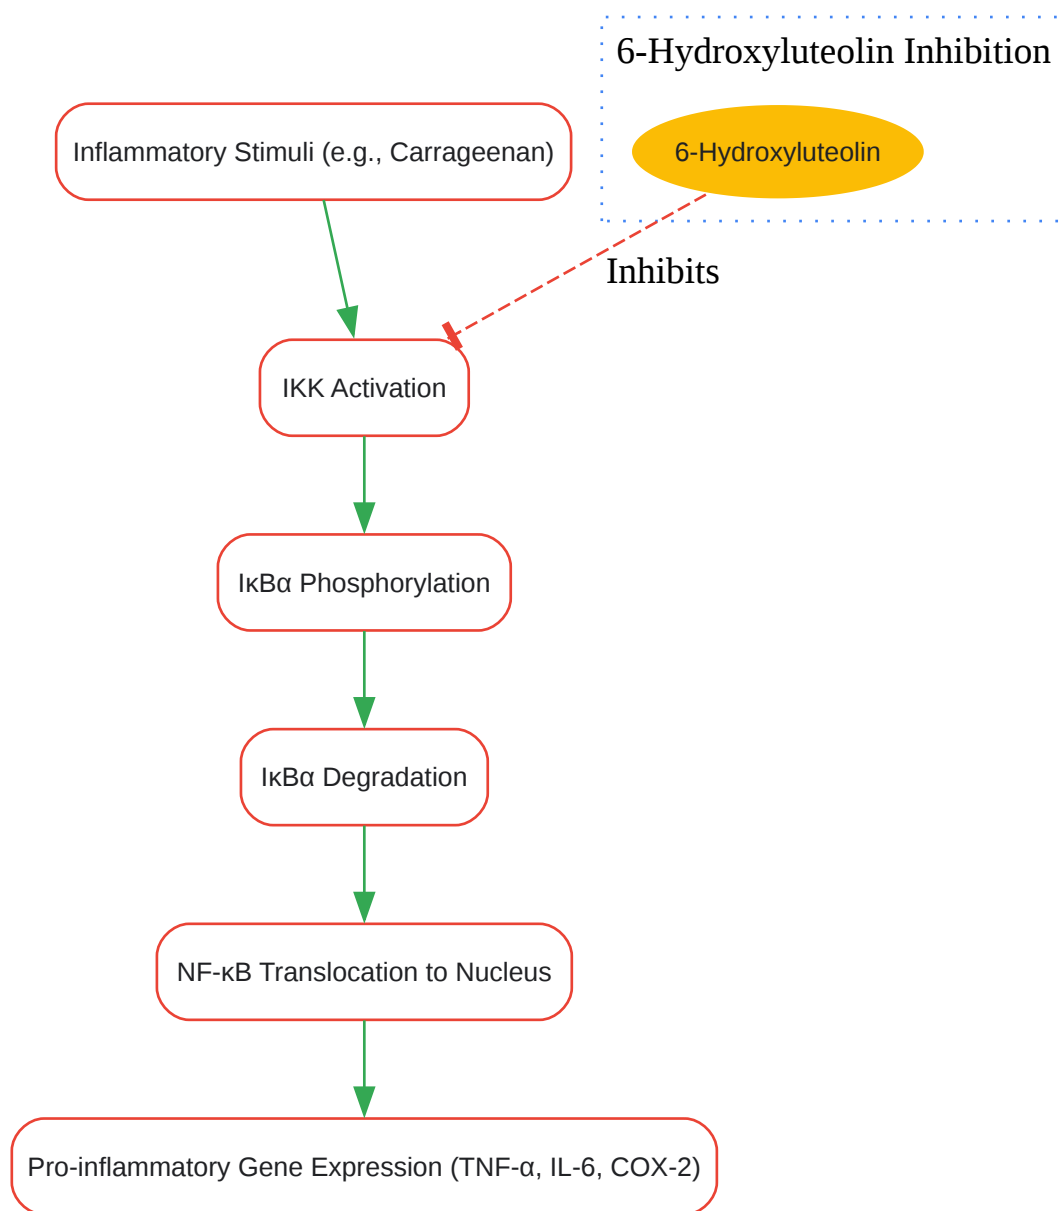 6-Hydroxyluteolin Inhibition
Inflammatory Stimuli (e.g., Carrageenan)
6-Hydroxyluteolin
Inhibits
IKK Activation
IκBα Phosphorylation
IκBα Degradation
NF-κB Translocation to Nucleus
Pro-inflammatory Gene Expression (TNF-α, IL-6, COX-2)